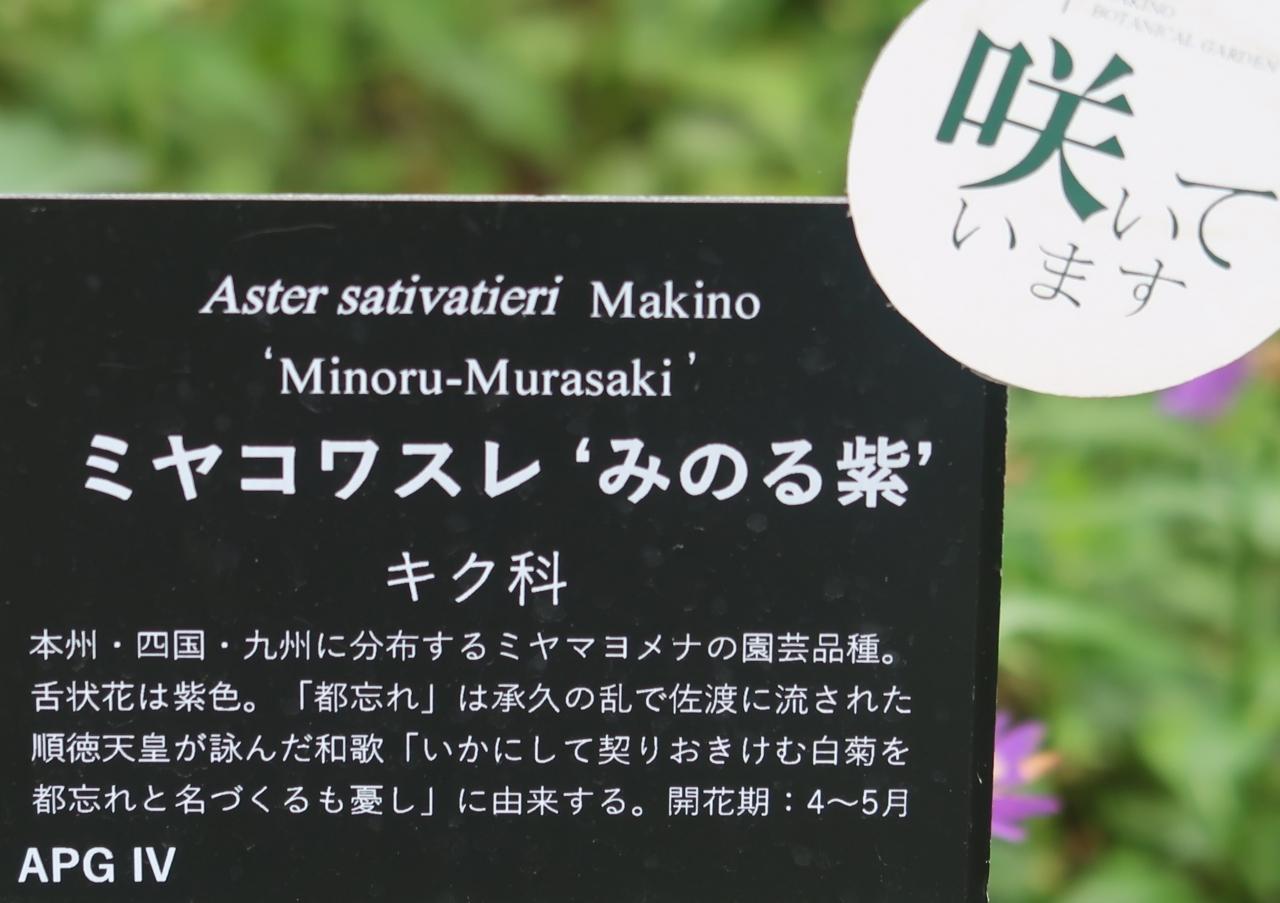 BOTANICAL GARDEN
咲いて
います
Aster sativatieri Makino
‘Minoru-Murasaki’
ミヤコワスレ ‘みのる紫’
キク科
本州・四国・九州に分布するミヤマヨメナの園芸品種。
舌状花は紫色。「都忘れ」は承久の乱で佐渡に流された
順徳天皇が詠んだ和歌「いかにして契りおきけむ白菊を
都忘れと名づくるも憂し」に由来する。開花期：4〜5月
APG IV